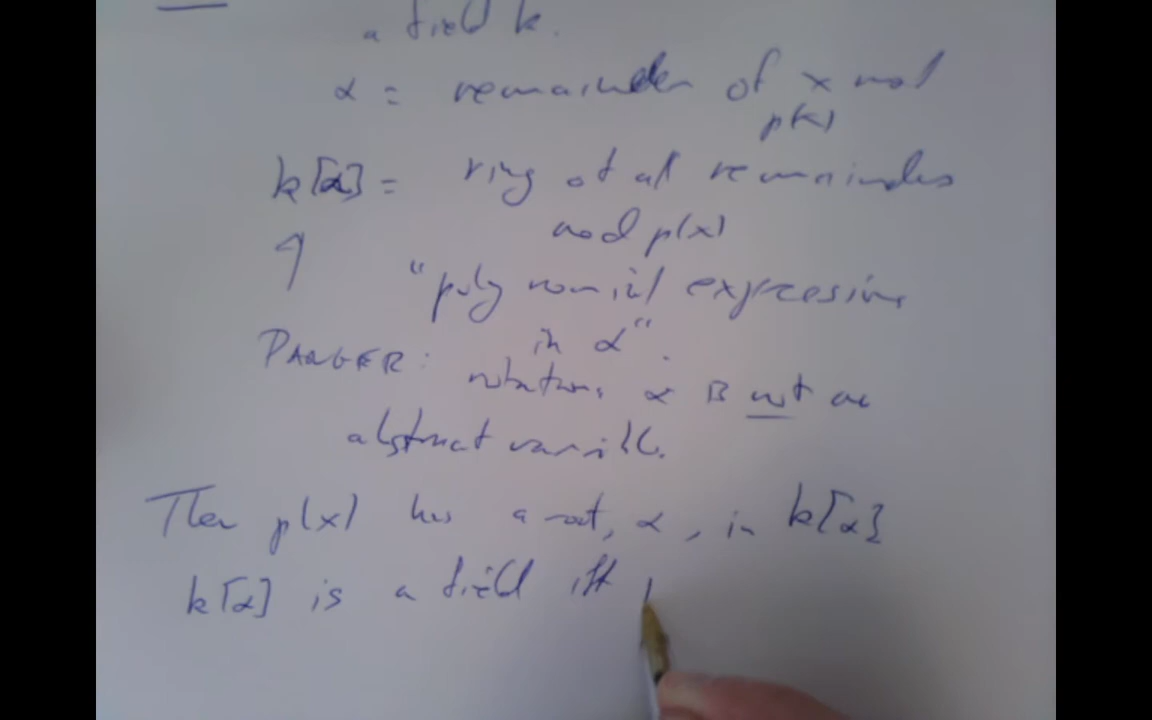 a field k.
α = remainder of x mod
p(x)
k[α] = ring of all remainders
mod p(x)
"polynomial expressions
in α".
DANGER: notation, α is not an
abstract variable.
Then p(x) has a root, α, in k[α]
k[α] is a field iff